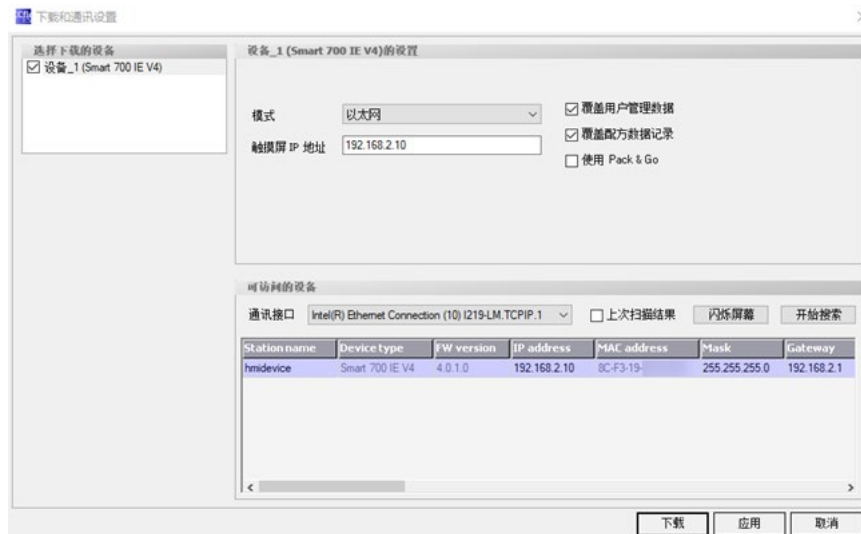 下载和通讯设置
选择下载的设备
设备_1 (Smart 700 IE V4)
设备_1 (Smart 700 IE V4)的设置
模式
以太网
触摸屏 IP 地址
192.168.2.10
覆盖用户管理数据
覆盖配方数据记录
使用 Pack & Go
可访问的设备
通讯接口 Intel(R) Ethernet Connection (10) I219-LM.TCPIP.1 上次扫描结果 闪烁屏幕 开始搜索
Station name Device type FW version IP address MAC address Mask Gateway
hmidevice Smart 700 IE V4 4.0.1.0 192.168.2.10 8C-F3-19- 255.255.255.0 192.168.2.1
下载 应用 取消